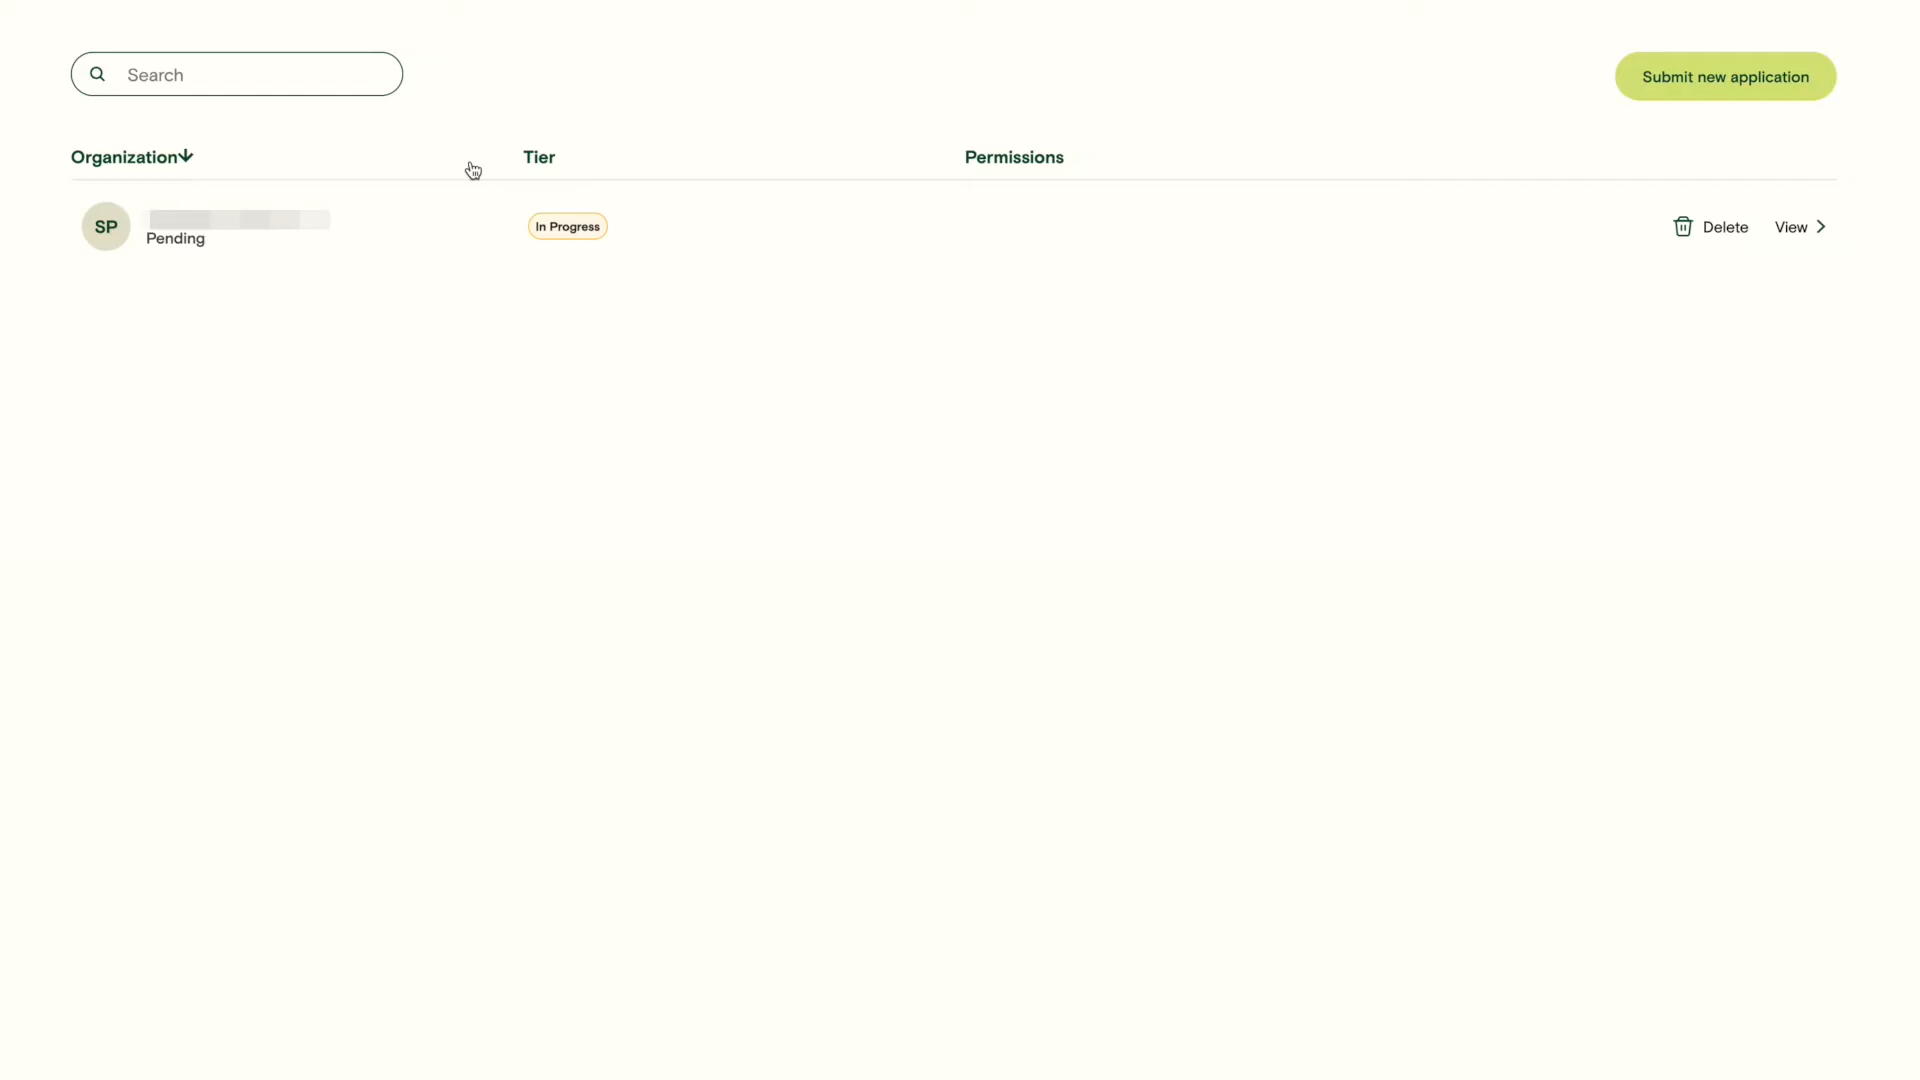 Search
Submit new application
Organization
Tier
Permissions
SP
Pending
In Progress
Delete
View